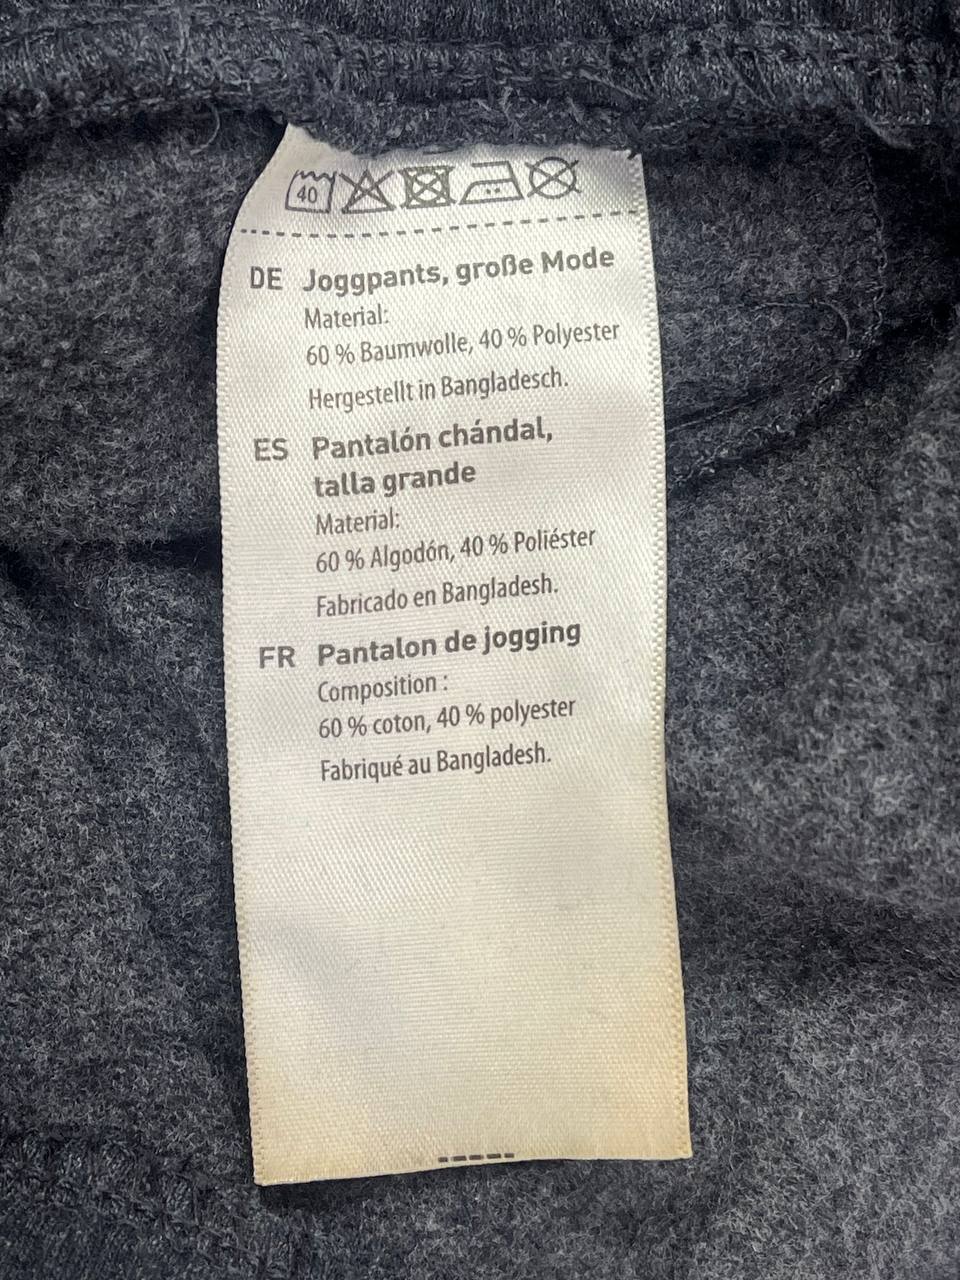 40
DE Joggpants, große Mode
Material:
60 % Baumwolle, 40 % Polyester
Hergestellt in Bangladesch.
ES Pantalón chándal,
talla grande
Material:
60 % Algodón, 40 % Poliéster
Fabricado en Bangladesh.
FR Pantalon de jogging
Composition :
60 % coton, 40 % polyester
Fabriqué au Bangladesh.